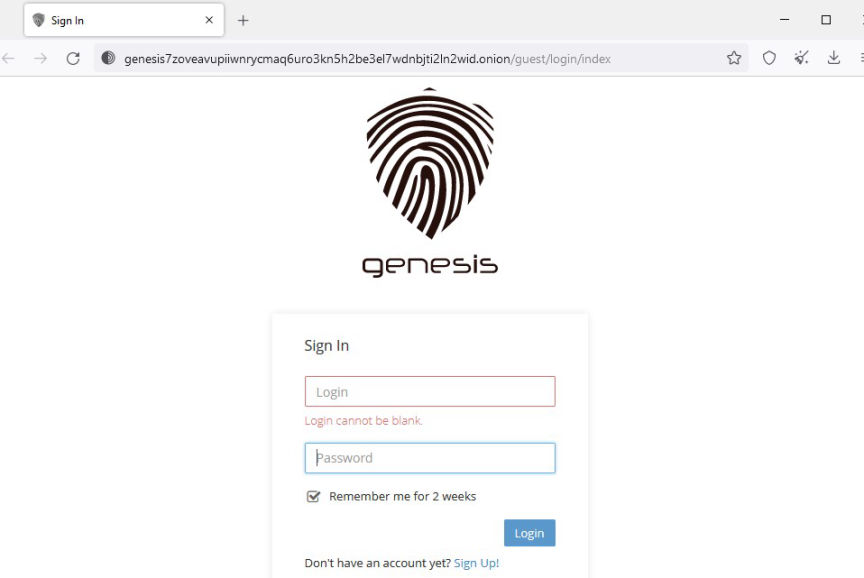 Sign In
genesis7zoveavupiiwnrycmaq6uro3kn5h2be3el7wdnbjti2ln2wid.onion/guest/login/index
genesis
Sign In
Login
Login cannot be blank.
Password
Remember me for 2 weeks
Login
Don't have an account yet? Sign Up!